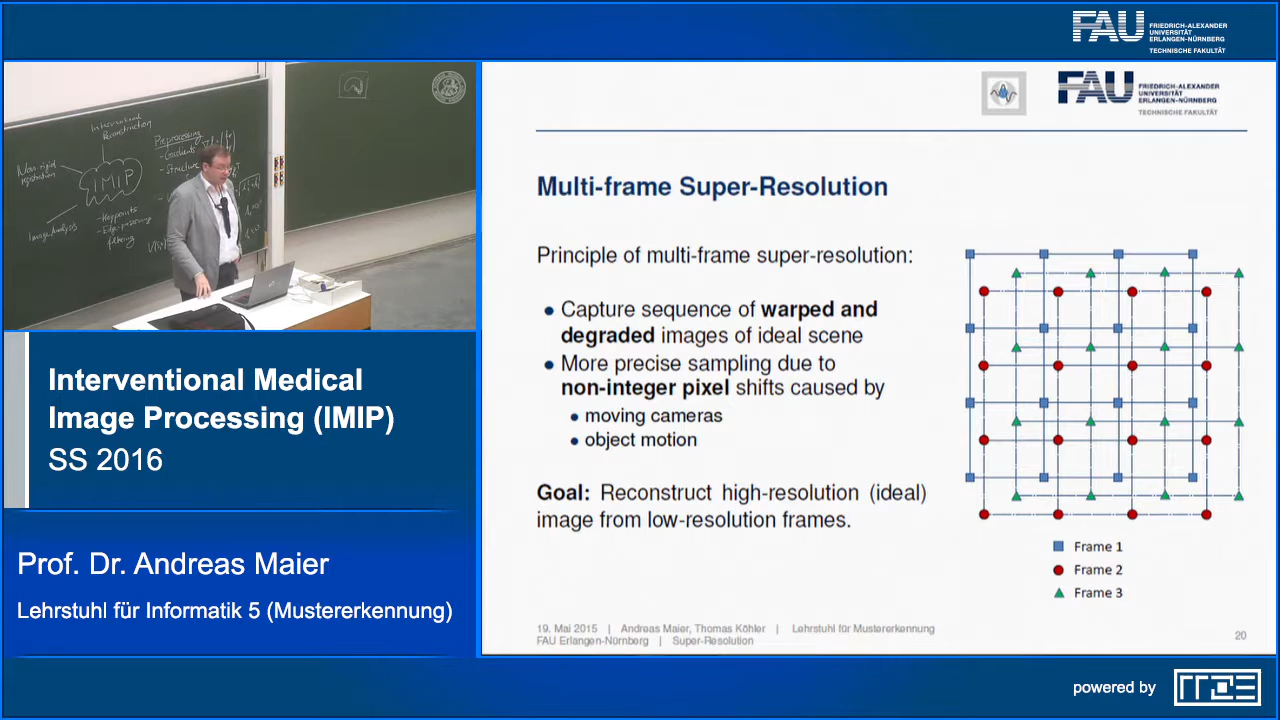 FAU
FRIEDRICH-ALEXANDER
UNIVERSITÄT
ERLANGEN-NÜRNBERG
TECHNISCHE FAKULTÄT
Interventional
Reconstruction
Non-rigid
registration
IMIP
Image Analysis
Preprocessing
- Gradients
- Structure
Interventional Medical
Image Processing (IMIP)
SS 2016
Prof. Dr. Andreas Maier
Lehrstuhl für Informatik 5 (Mustererkennung)
FAU
FRIEDRICH-ALEXANDER
UNIVERSITÄT
ERLANGEN-NÜRNBERG
TECHNISCHE FAKULTÄT
Multi-frame Super-Resolution
Principle of multi-frame super-resolution:
• Capture sequence of warped and
degraded images of ideal scene
• More precise sampling due to
non-integer pixel shifts caused by
• moving cameras
• object motion
Goal: Reconstruct high-resolution (ideal)
image from low-resolution frames.
Frame 1
Frame 2
Frame 3
19. Mai 2015 | Andreas Maier, Thomas Köhler | Lehrstuhl für Mustererkennung
FAU Erlangen-Nürnberg | Super-Resolution
20
powered by
RRZE